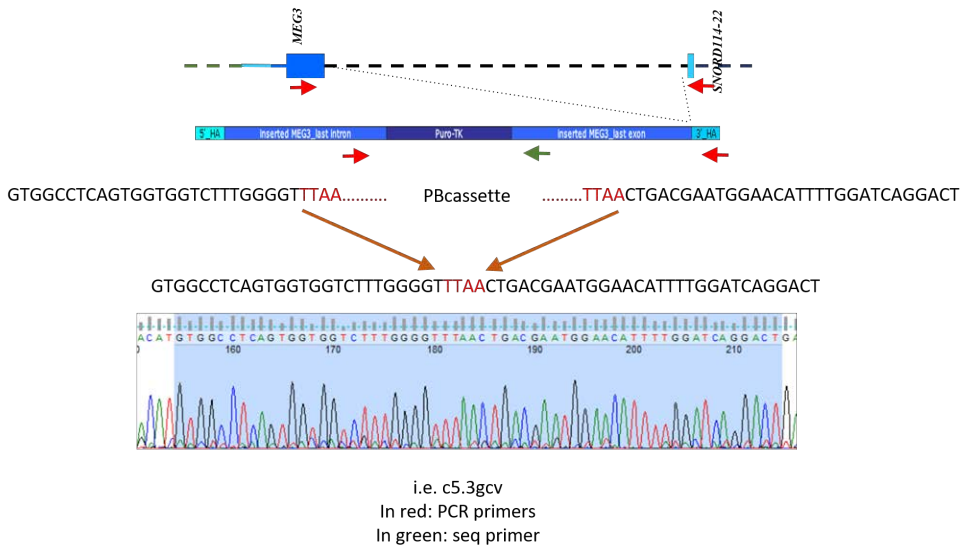 MEG3
SNORD114-22
5'_HA inserted MEG3_last intron Puro-TK inserted MEG3_last exon 3'_HA
GTGGCCTCAGTGGTGGTCTTTGGGGTTTAA.......... PBcassette .........TTAACTGACGAATGGAACATTTTGGATCAGGACT
GTGGCCTCAGTGGTGGTCTTTGGGGTTTAACTGACGAATGGAACATTTTGGATCAGGACT
ACATGTGGCCTCAGTGGTGGTCTTTGGGGTTTAACTGACGAATGGAACATTTTGGATCAGGACTGA
160 170 180 190 200 210
i.e. c5.3gcv
In red: PCR primers
In green: seq primer